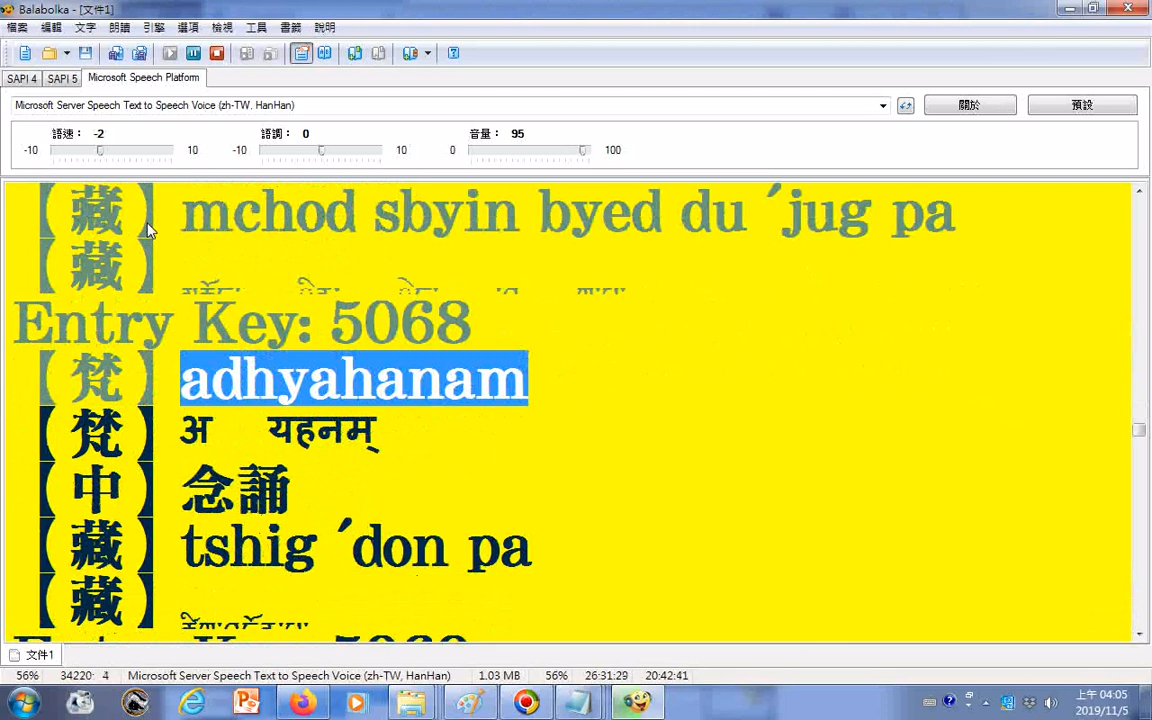 Balabolka - [文件1]
檔案 編輯 文字 朗讀 引擎 選項 檢視 工具 書籤 說明
SAPI 4 SAPI 5 Microsoft Speech Platform
Microsoft Server Speech Text to Speech Voice (zh-TW, HanHan) 關於 預設
語速： -2 語調： 0 音量： 95
-10 10 -10 10 0 100
【藏】 mchod sbyin byed du ´jug pa
【藏】
Entry Key: 5068
【梵】 adhyahanam
【梵】 अ यहनम्
【中】 念誦
【藏】 tshig ´don pa
【藏】
文件1
56% 34220: 4 Microsoft Server Speech Text to Speech Voice (zh-TW, HanHan) 1.03 MB 56% 26:31:29 20:42:41
上午 04:05
2019/11/5